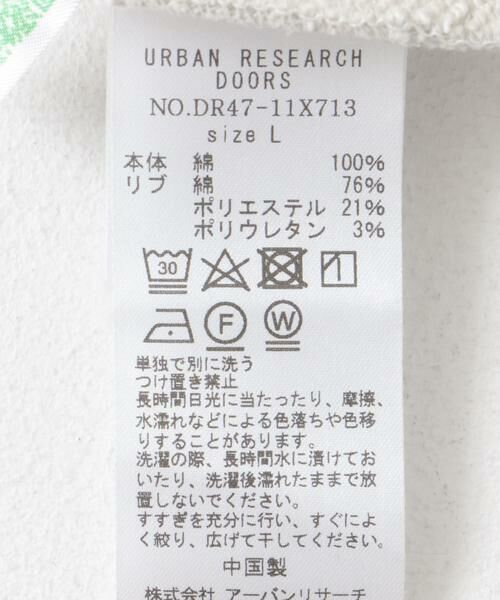 URBAN RESEARCH
DOORS
NO.DR47-11X713
size L
本体 綿 100%
リブ 綿 76%
ポリエステル 21%
ポリウレタン 3%
30
F W
単独で別に洗う
つけ置き禁止
長時間日光に当たったり、摩擦、
水濡れなどによる色落ちや色移
りすることがあります。
洗濯の際、長時間水に漬けてお
いたり、洗濯後濡れたままで放
置しないでください。
すすぎを充分に行い、すぐによ
く絞り、広げて干してください。
中国製
株式会社 アーバンリサーチ